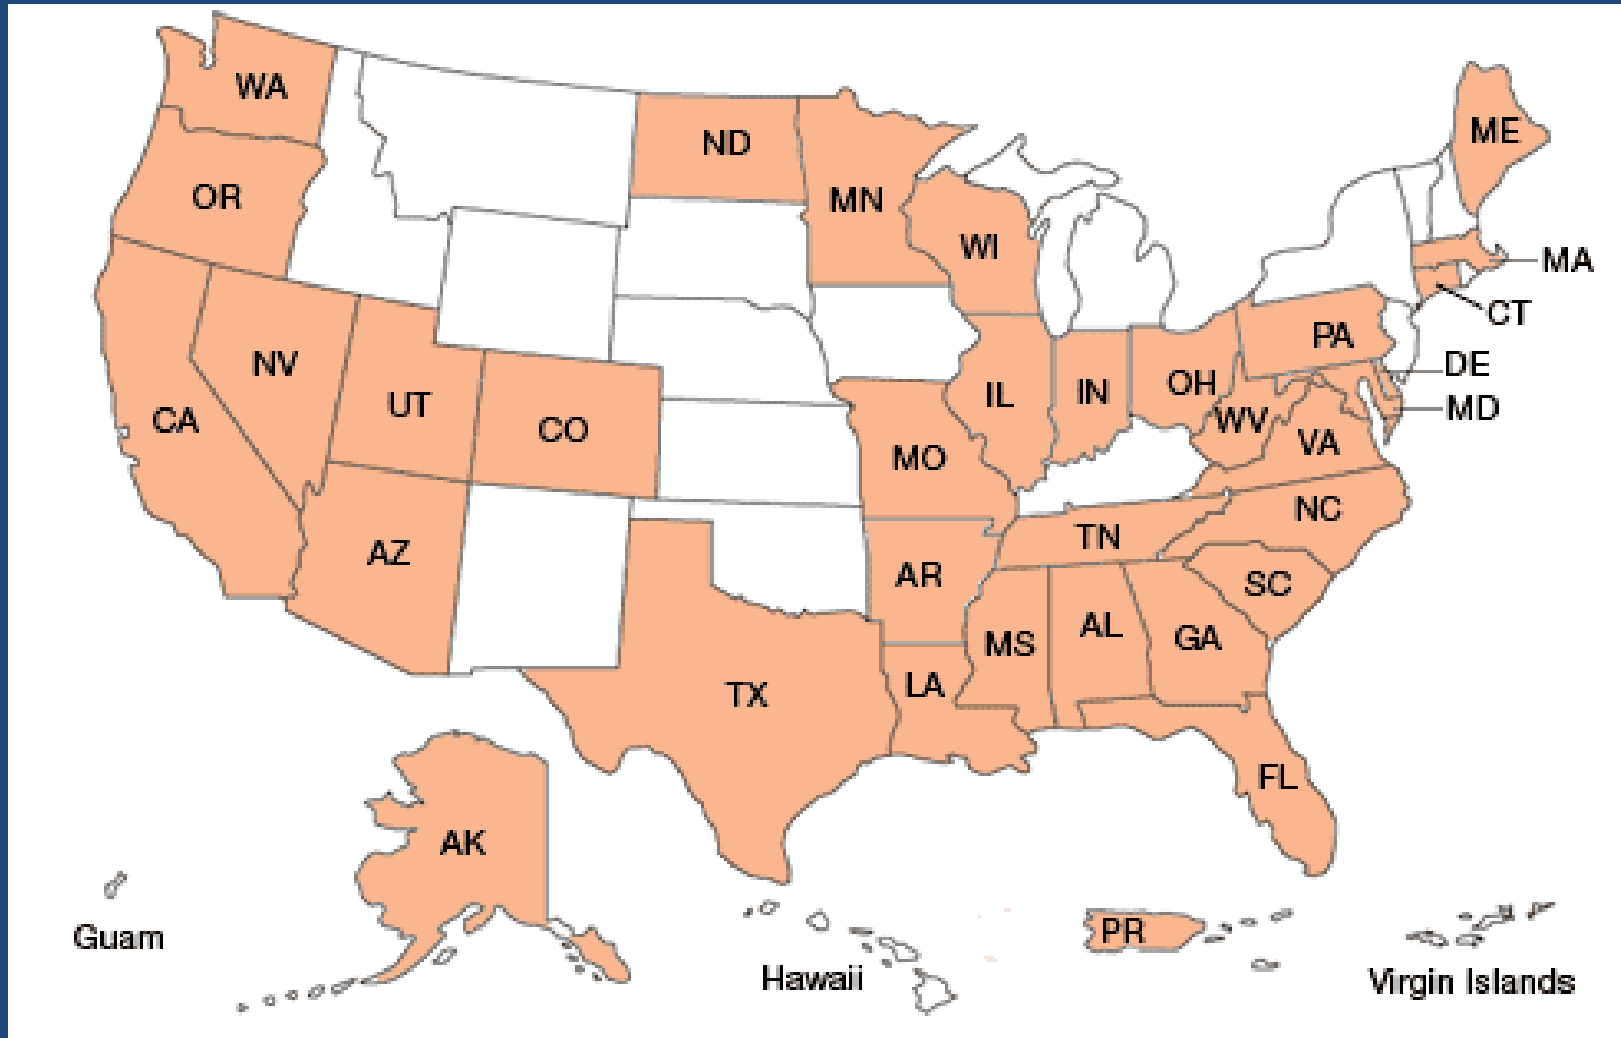 WA
ME
ND
OR
MN
WI
MA
CT
PA
NV
DE
OH
IL
IN
UT
MD
CA
WV
CO
VA
MO
NC
TN
AZ
AR
SC
AL
GA
MS
LA
TX
FL
AK
PR
Guam
Hawaii
Virgin Islands